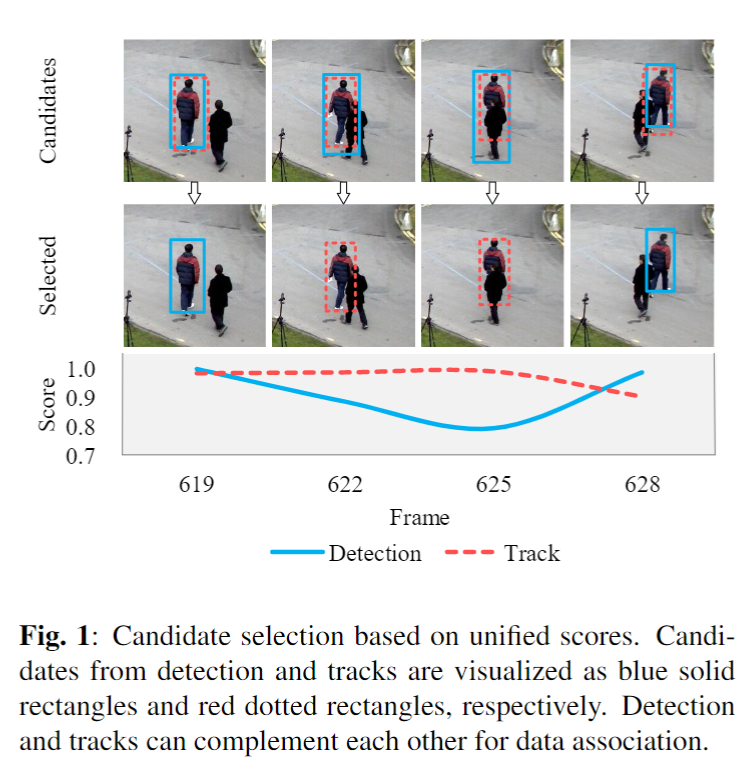 Candidates
Selected
Score
1.0
0.9
0.8
0.7
619 622 625 628
Frame
Detection Track
Fig. 1: Candidate selection based on unified scores. Candi-
dates from detection and tracks are visualized as blue solid
rectangles and red dotted rectangles, respectively. Detection
and tracks can complement each other for data association.